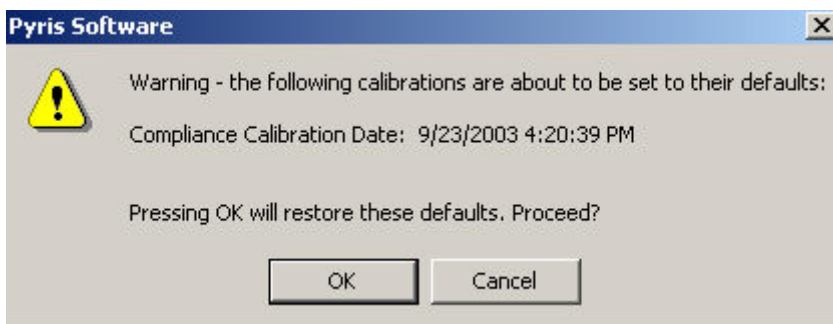 Pyris Software
Warning - the following calibrations are about to be set to their defaults:
Compliance Calibration Date: 9/23/2003 4:20:39 PM
Pressing OK will restore these defaults. Proceed?
OK Cancel